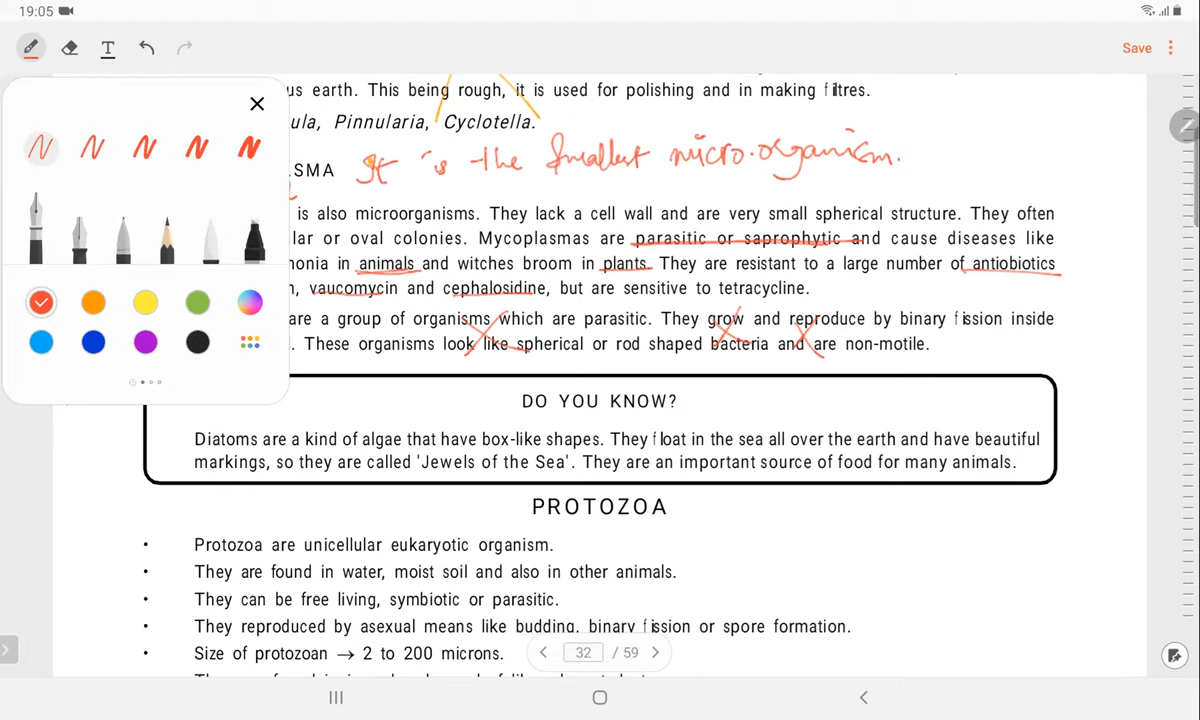 19:05
Save
us earth. This being rough, it is used for polishing and in making filtres.
ula, Pinnularia, Cyclotella.
SMA It is the smallest micro-organism.
is also microorganisms. They lack a cell wall and are very small spherical structure. They often
lar or oval colonies. Mycoplasmas are parasitic or saprophytic and cause diseases like
nonia in animals and witches broom in plants. They are resistant to a large number of antiobiotics
n, vaucomycin and cephalosidine, but are sensitive to tetracycline.
are a group of organisms which are parasitic. They grow and reproduce by binary fission inside
. These organisms look like spherical or rod shaped bacteria and are non-motile.
DO YOU KNOW?
Diatoms are a kind of algae that have box-like shapes. They float in the sea all over the earth and have beautiful
markings, so they are called 'Jewels of the Sea'. They are an important source of food for many animals.
PROTOZOA
• Protozoa are unicellular eukaryotic organism.
• They are found in water, moist soil and also in other animals.
• They can be free living, symbiotic or parasitic.
• They reproduced by asexual means like budding, binary fission or spore formation.
• Size of protozoan → 2 to 200 microns.
32 / 59